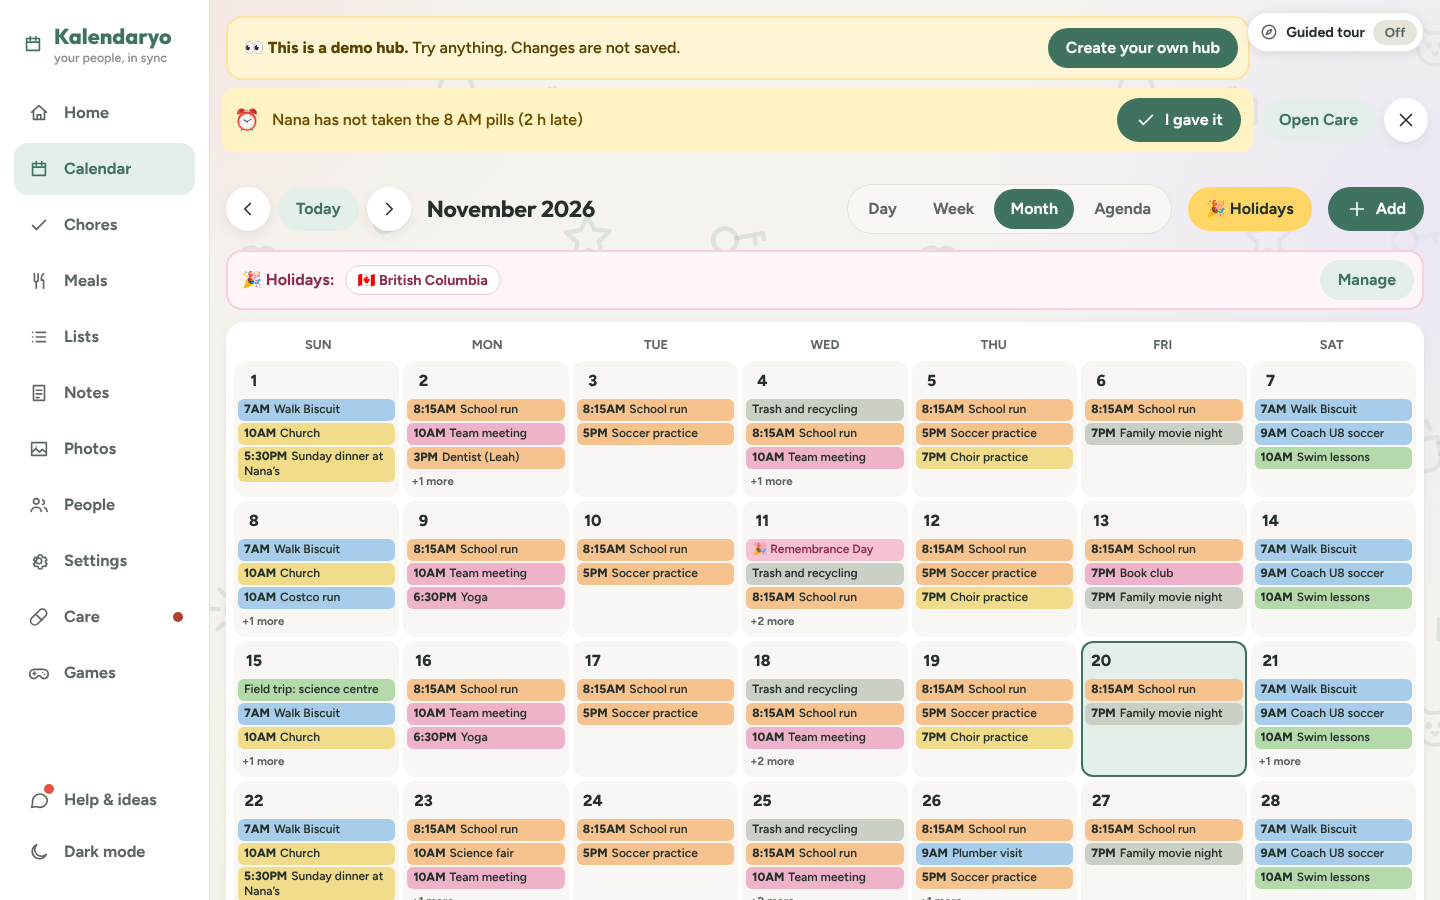 Kalendaryo
your people, in sync
Home
Calendar
Chores
Meals
Lists
Notes
Photos
People
Settings
Care
Games
Help & ideas
Dark mode
👀 This is a demo hub. Try anything. Changes are not saved.
Create your own hub
Guided tour Off
⏰ Nana has not taken the 8 AM pills (2 h late)
I gave it
Open Care
Today
November 2026
Day Week Month Agenda
🎉 Holidays
Add
🎉 Holidays: 🇨🇦 British Columbia
Manage
SUN MON TUE WED THU FRI SAT
1
7AM Walk Biscuit
10AM Church
5:30PM Sunday dinner at
Nana's
2
8:15AM School run
10AM Team meeting
3PM Dentist (Leah)
+1 more
3
8:15AM School run
5PM Soccer practice
4
Trash and recycling
8:15AM School run
10AM Team meeting
+1 more
5
8:15AM School run
5PM Soccer practice
7PM Choir practice
6
8:15AM School run
7PM Family movie night
7
7AM Walk Biscuit
9AM Coach U8 soccer
10AM Swim lessons
8
7AM Walk Biscuit
10AM Church
10AM Costco run
+1 more
9
8:15AM School run
10AM Team meeting
6:30PM Yoga
10
8:15AM School run
5PM Soccer practice
11
🎉 Remembrance Day
Trash and recycling
8:15AM School run
+2 more
12
8:15AM School run
5PM Soccer practice
7PM Choir practice
13
8:15AM School run
7PM Book club
7PM Family movie night
14
7AM Walk Biscuit
9AM Coach U8 soccer
10AM Swim lessons
15
Field trip: science centre
7AM Walk Biscuit
10AM Church
+1 more
16
8:15AM School run
10AM Team meeting
6:30PM Yoga
17
8:15AM School run
5PM Soccer practice
18
Trash and recycling
8:15AM School run
10AM Team meeting
+2 more
19
8:15AM School run
5PM Soccer practice
7PM Choir practice
20
8:15AM School run
7PM Family movie night
21
7AM Walk Biscuit
9AM Coach U8 soccer
10AM Swim lessons
+1 more
22
7AM Walk Biscuit
10AM Church
5:30PM Sunday dinner at
Nana's
23
8:15AM School run
10AM Science fair
10AM Team meeting
24
8:15AM School run
5PM Soccer practice
25
Trash and recycling
8:15AM School run
10AM Team meeting
26
8:15AM School run
9AM Plumber visit
5PM Soccer practice
27
8:15AM School run
7PM Family movie night
28
7AM Walk Biscuit
9AM Coach U8 soccer
10AM Swim lessons